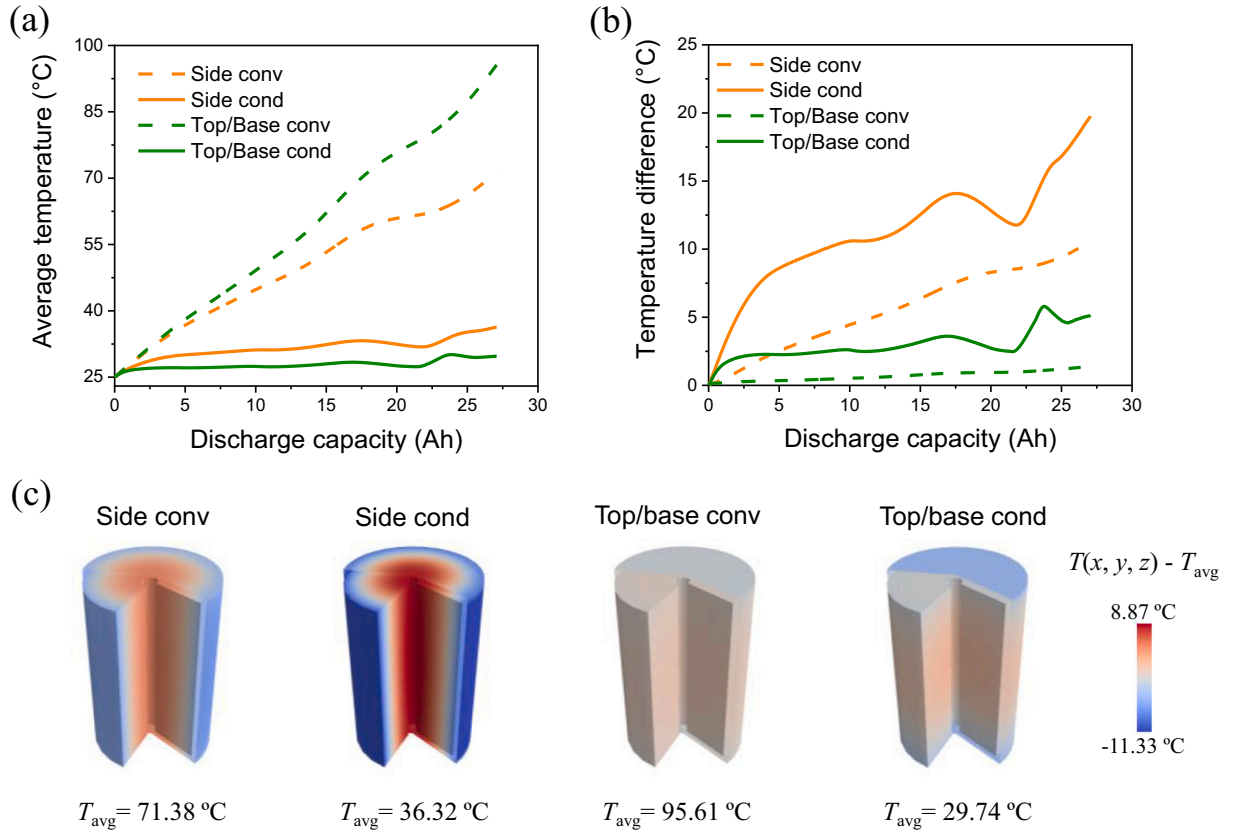 (a)
100
85
70
55
40
25
Average temperature (°C)
Side conv
Side cond
Top/Base conv
Top/Base cond
0 5 10 15 20 25 30
Discharge capacity (Ah)
(b)
25
20
15
10
5
0
Temperature difference (°C)
Side conv
Side cond
Top/Base conv
Top/Base cond
0 5 10 15 20 25 30
Discharge capacity (Ah)
(c)
Side conv
Side cond
Top/base conv
Top/base cond
T(x, y, z) - Tavg
8.87 ºC
-11.33 ºC
Tavg= 71.38 ºC
Tavg= 36.32 ºC
Tavg= 95.61 ºC
Tavg= 29.74 ºC